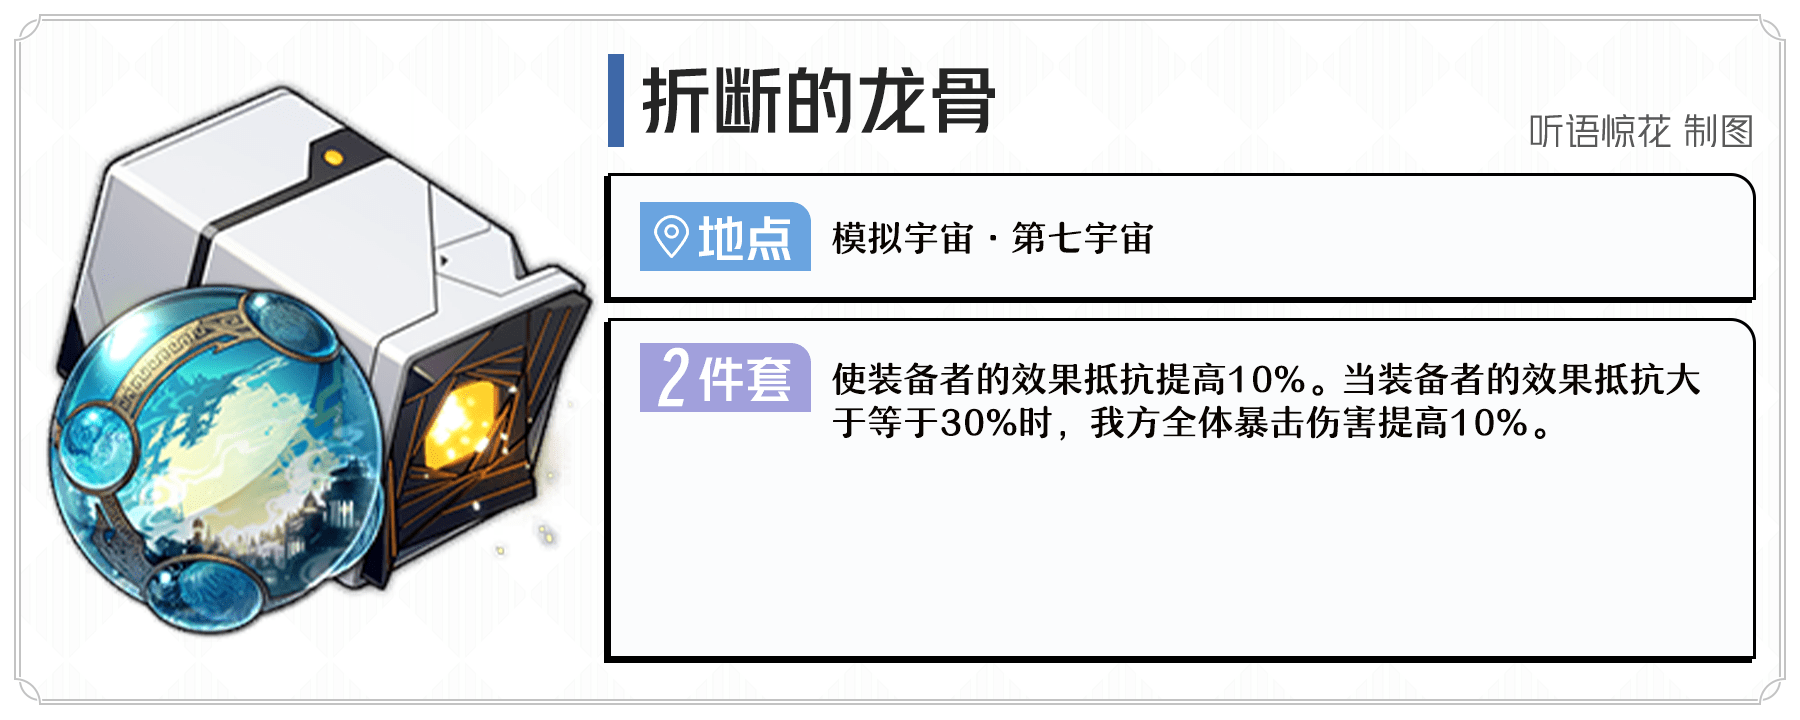 折断的龙骨
听语惊花 制图
地点
模拟宇宙·第七宇宙
2件套
使装备者的效果抵抗提高10%。当装备者的效果抵抗大
于等于30%时，我方全体暴击伤害提高10%。